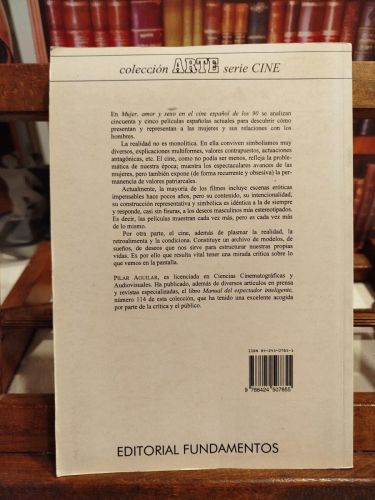 colección ARTE serie CINE
En Mujer, amor y sexo en el cine español de los 90 se analizan
cincuenta y cinco películas españolas actuales para descubrir cómo
presentan y representan a las mujeres y sus relaciones con los
hombres.
La realidad no es monolítica. En ella conviven simbolismos muy
diversos, explicaciones multiformes, valores contrapuestos, actuaciones
antagónicas, etc. El cine, como no podía ser menos, refleja la proble-
mática de nuestra época; muestra los espectaculares avances de las
mujeres, pero también expone (de forma recurrente y obsesiva) la per-
manencia de valores patriarcales.
Actualmente, la mayoría de los filmes incluye escenas eróticas
impensables hace pocos años, pero su contenido, su intencionalidad,
su construcción representativa y simbólica es idéntica a la de siempre
y responde, casi sin fisuras, a los deseos masculinos más estereotipados.
Es decir, las películas muestran cada vez más, pero es cada vez más
de lo mismo.
Por otra parte, el cine, además de plasmar la realidad, la
retroalimenta y la condiciona. Constituye un archivo de modelos, de
sueños, de deseos que nos sirve para estructurar nuestras propias
vidas. Es por ello que resulta vital tener una mirada crítica sobre lo
que vemos en la pantalla.
PILAR AGUILAR, es licenciada en Ciencias Cinematográficas y
Audiovisuales. Ha publicado, además de diversos artículos en prensa
y revistas especializadas, el libro Manual del espectador inteligente,
número 114 de esta colección, que ha tenido una excelente acogida
por parte de la crítica y el público.
ISBN 84-245-0785-1
9 788424 507855
EDITORIAL FUNDAMENTOS